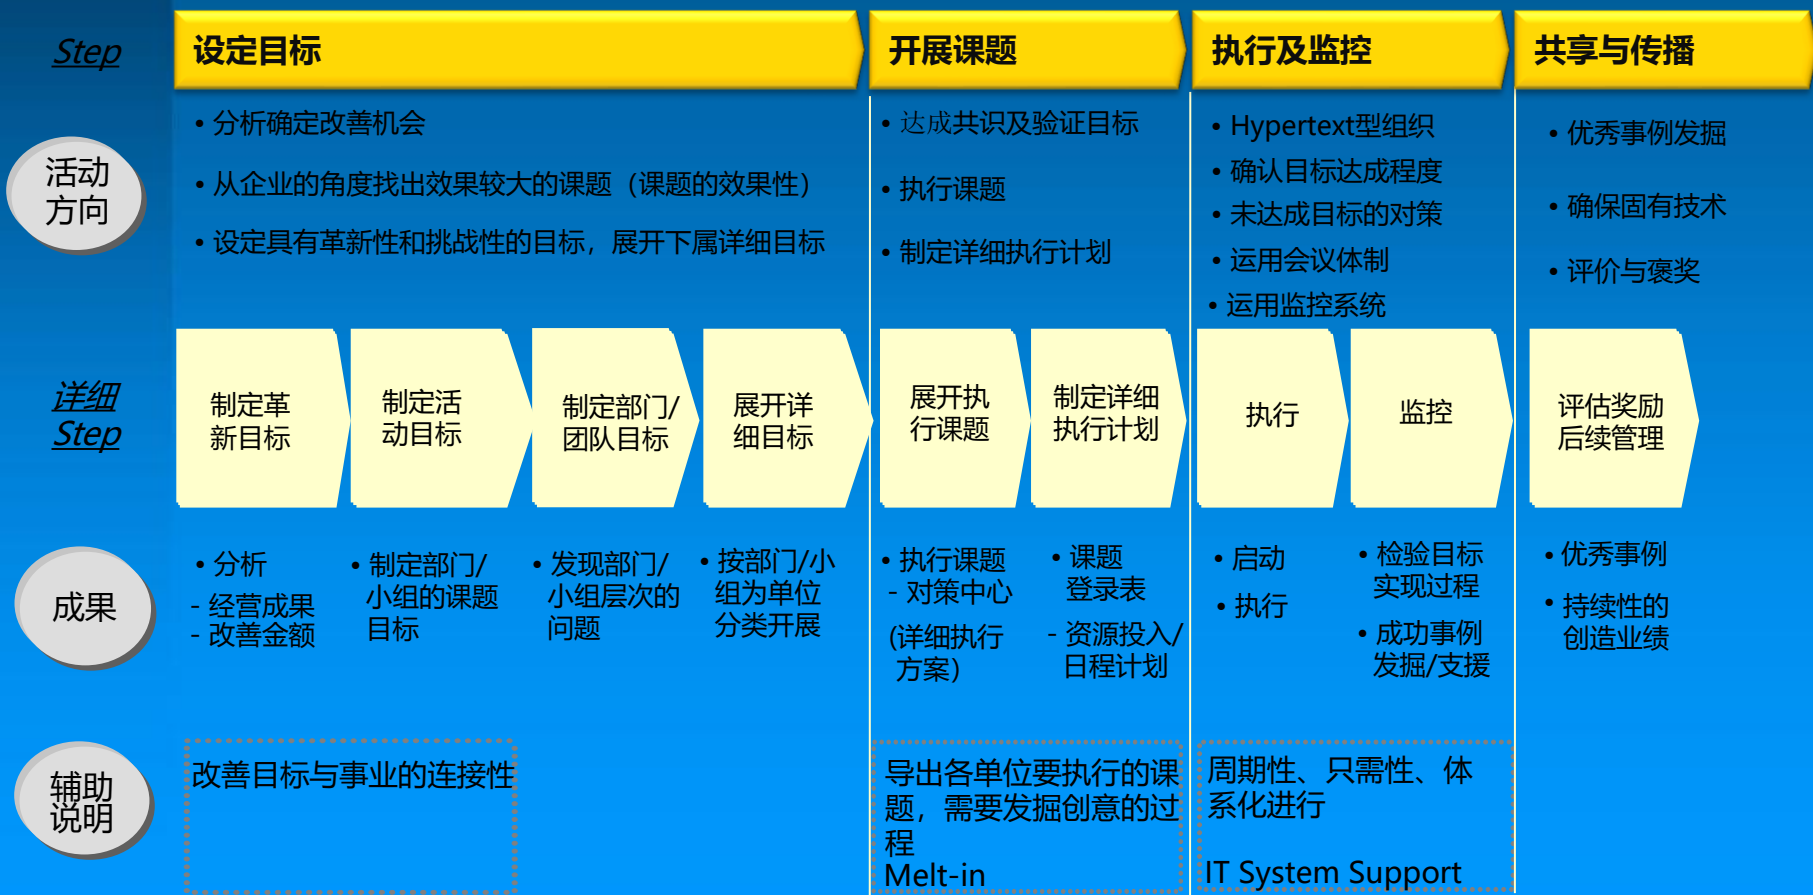 Step
设定目标
开展课题
执行及监控
共享与传播
活动
方向
• 分析确定改善机会
• 从企业的角度找出效果较大的课题（课题的效果性）
• 设定具有革新性和挑战性的目标，展开下属详细目标
• 达成共识及验证目标
• 执行课题
• 制定详细执行计划
• Hypertext型组织
• 确认目标达成程度
• 未达成目标的对策
• 运用会议体制
• 运用监控系统
• 优秀事例发掘
• 确保固有技术
• 评价与褒奖
详细
Step
制定革
新目标
制定活
动目标
制定部门/
团队目标
展开详
细目标
展开执
行课题
制定详细
执行计划
执行
监控
评估奖励
后续管理
成果
• 分析
- 经营成果
- 改善金额
• 制定部门/
小组的课题
目标
• 发现部门/
小组层次的
问题
• 按部门/小
组为单位
分类开展
• 执行课题
- 对策中心
(详细执行
方案）
• 课题
登录表
- 资源投入/
日程计划
• 启动
• 执行
• 检验目标
实现过程
• 成功事例
发掘/支援
• 优秀事例
• 持续性的
创造业绩
辅助
说明
改善目标与事业的连接性
导出各单位要执行的课
题，需要发掘创意的过
程
Melt-in
周期性、只需性、体
系化进行
IT System Support